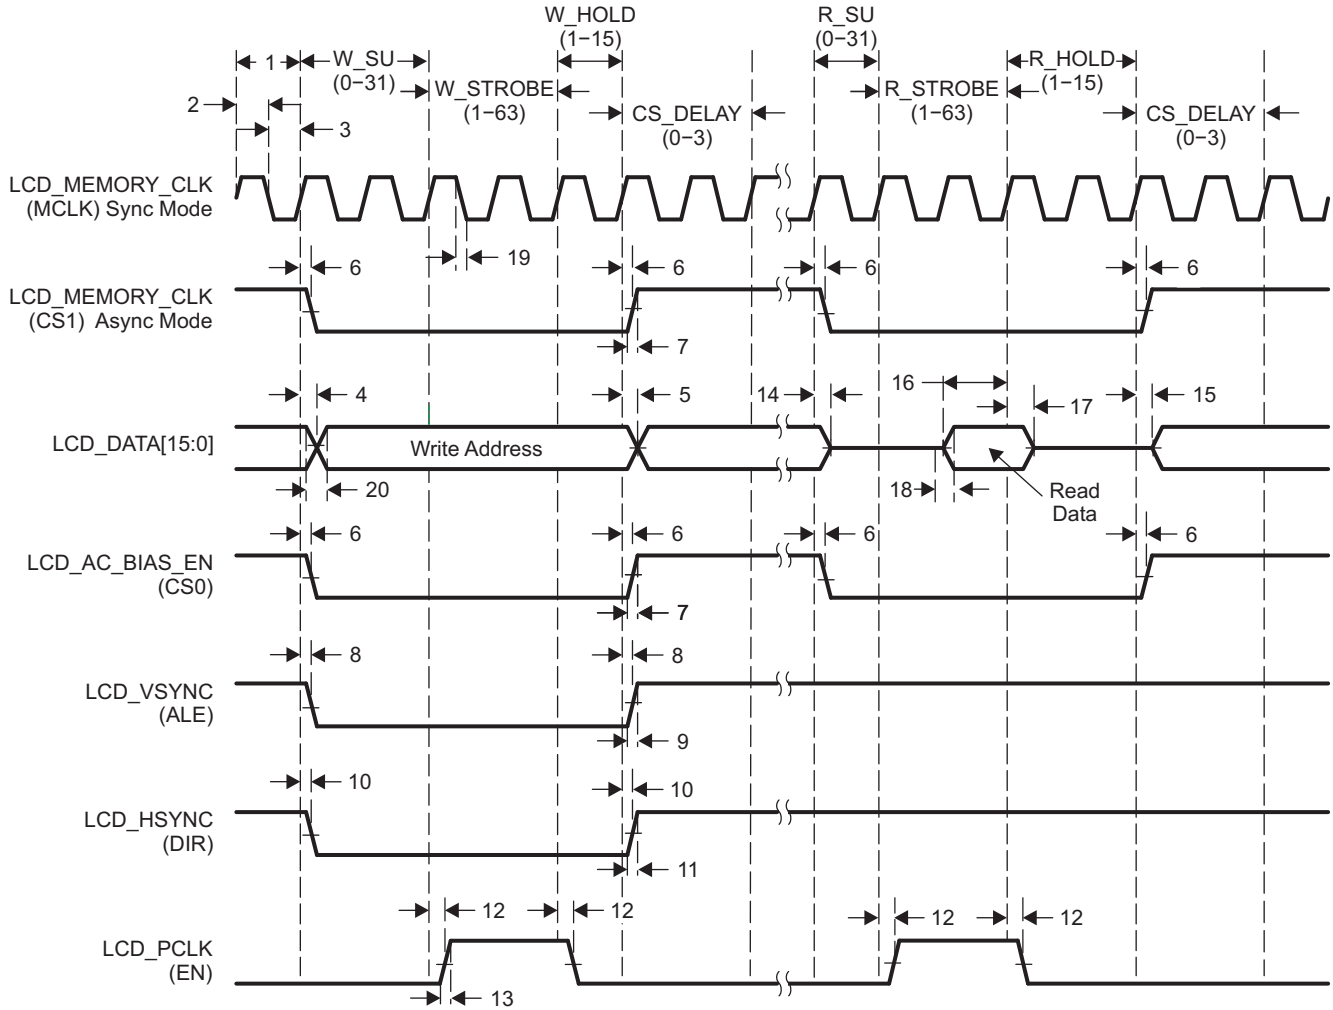 W_HOLD
(1−15)
R_SU
(0−31)
1
W_SU
(0−31)
R_HOLD
(1−15)
2
W_STROBE
(1−63)
R_STROBE
(1−63)
3
CS_DELAY
(0−3)
CS_DELAY
(0−3)
LCD_MEMORY_CLK
(MCLK) Sync Mode
19
6
6
6
6
LCD_MEMORY_CLK
(CS1) Async Mode
7
16
4
5
14
17
15
LCD_DATA[15:0]
Write Address
20
18
Read
Data
6
6
6
6
LCD_AC_BIAS_EN
(CS0)
7
8
8
LCD_VSYNC
(ALE)
9
10
10
LCD_HSYNC
(DIR)
11
12
12
12
12
LCD_PCLK
(EN)
13